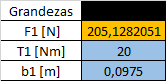 Grandezas
F1 [N] 205,1282051
T1 [Nm] 20
b1 [m] 0,0975